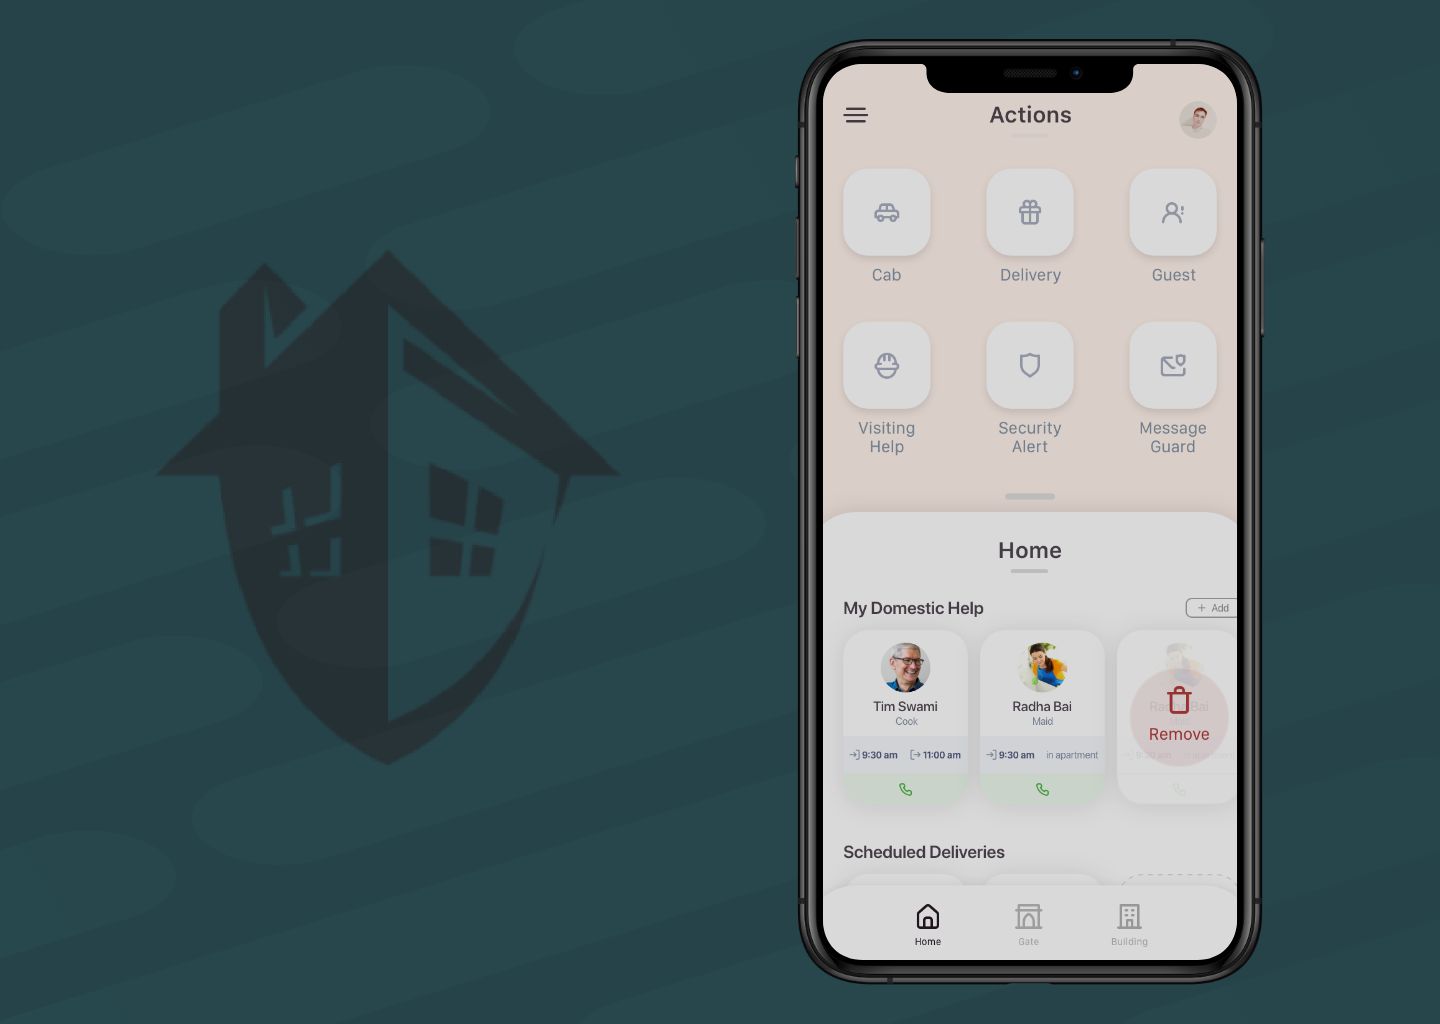 Actions
Cab
Delivery
Guest
Visiting
Help
Security
Alert
Message
Guard
Home
My Domestic Help
+ Add
Tim Swami
Cook
9:30 am 11:00 am
Radha Bai
Maid
9:30 am in apartment
Radha Bai
Remove
Scheduled Deliveries
Home
Gate
Building